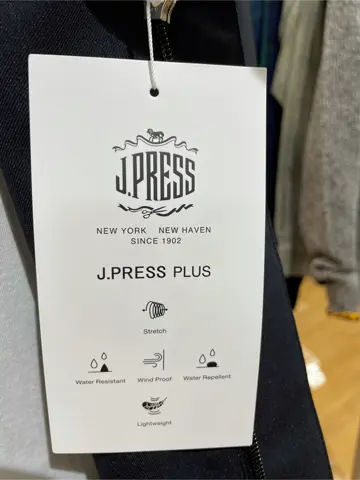 J.PRESS
NEW YORK NEW HAVEN
SINCE 1902
J.PRESS PLUS
Stretch
Water Resistant Wind Proof Water Repellent
Lightweight